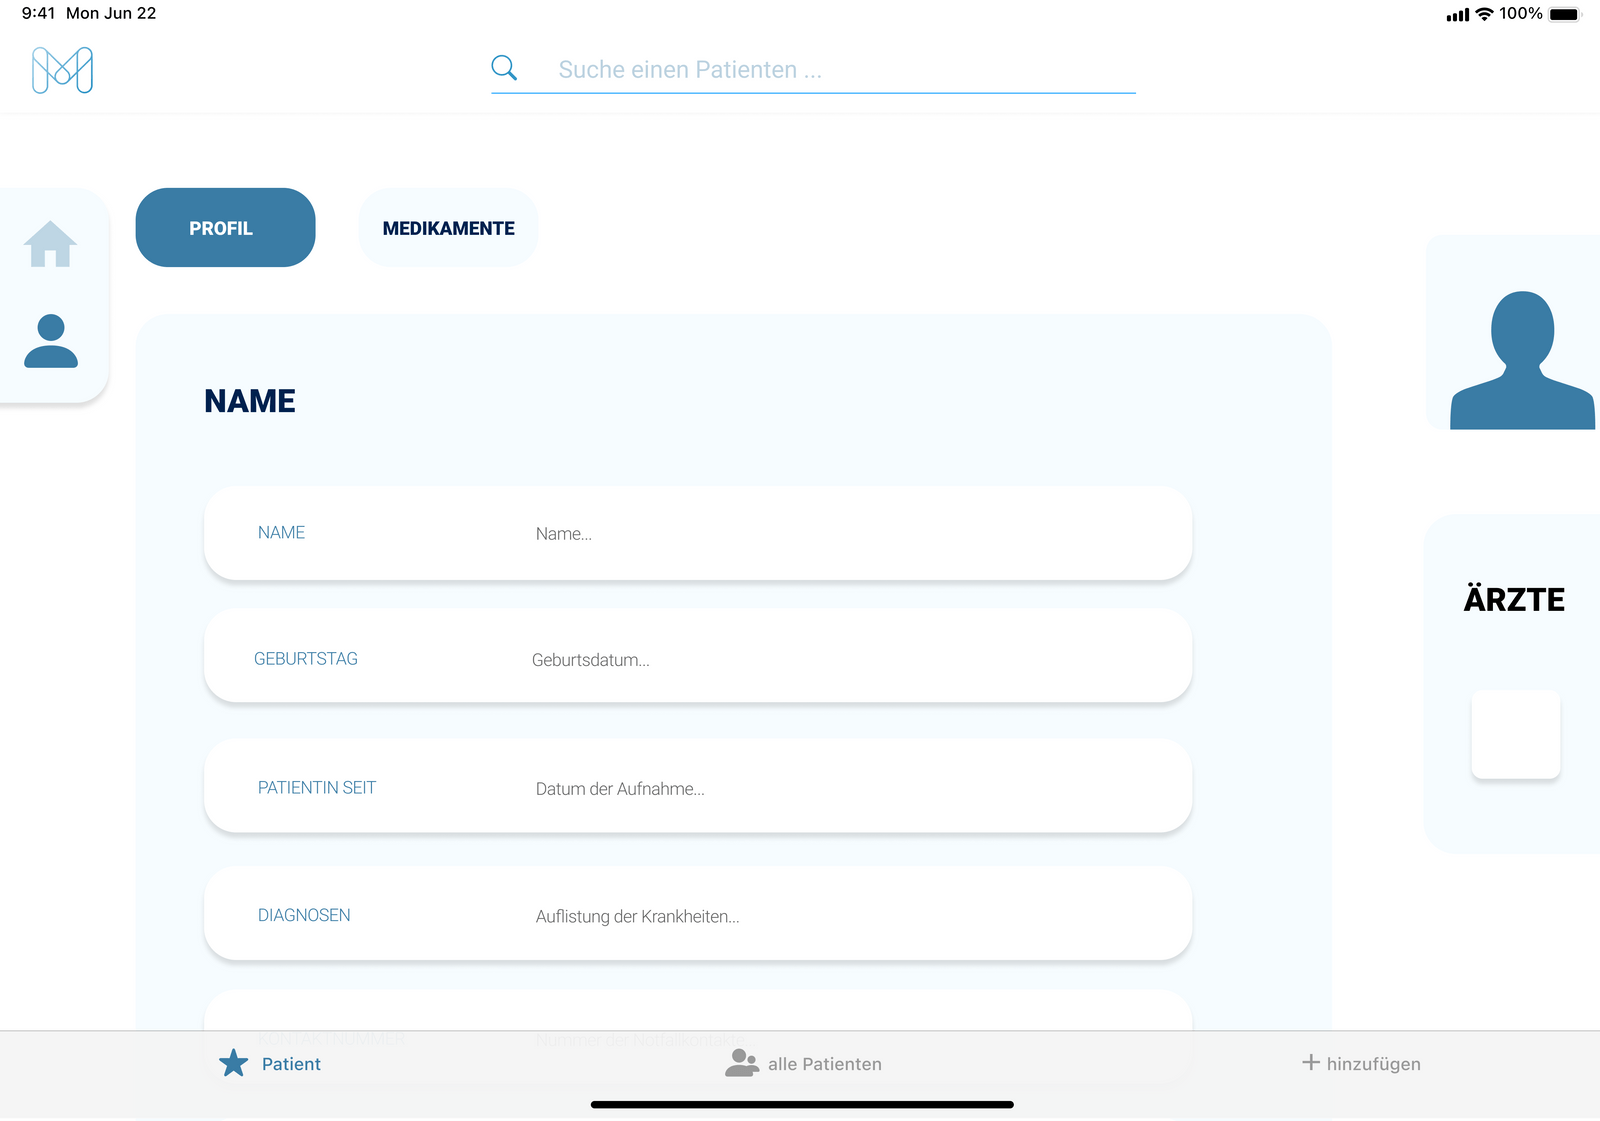 9:41 Mon Jun 22
100%
Suche einen Patienten ...
PROFIL
MEDIKAMENTE
NAME
NAME
Name...
GEBURTSTAG
Geburtsdatum...
PATIENTIN SEIT
Datum der Aufnahme...
DIAGNOSEN
Auflistung der Krankheiten...
KONTAKTNUMMER
Nummer der Notfallkontakte...
ÄRZTE
Patient
alle Patienten
+ hinzufügen